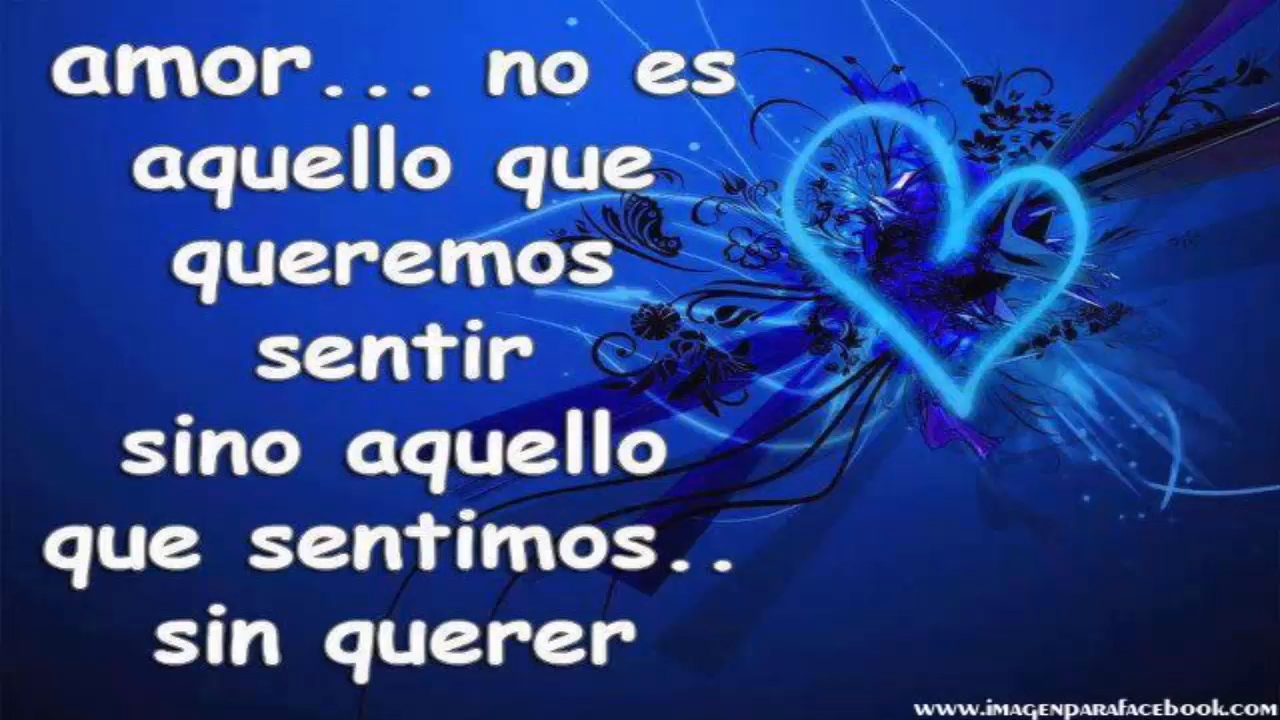 amor... no es
aquello que
queremos
sentir
sino aquello
que sentimos..
sin querer
www.imagenparafacebook.com